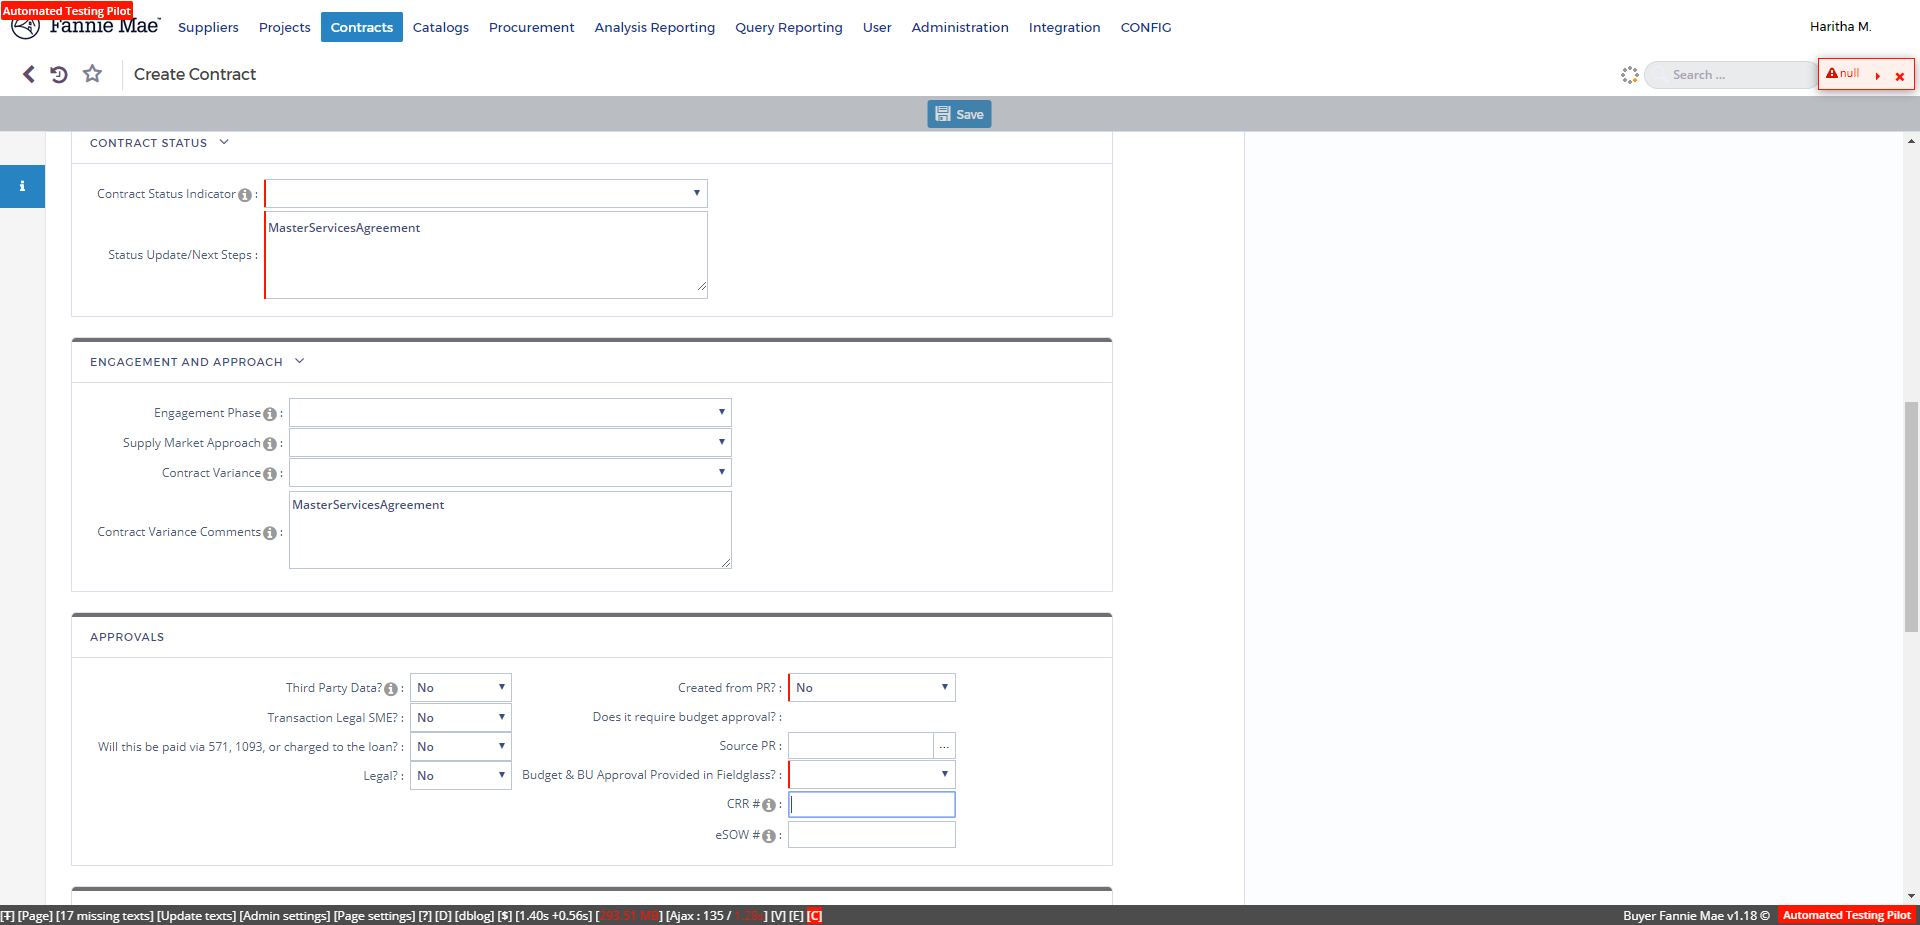 Automated Testing Pilot
Fannie Mae™ Suppliers Projects Contracts Catalogs Procurement Analysis Reporting Query Reporting User Administration Integration CONFIG Haritha M.
Create Contract Search ... null
Save
CONTRACT STATUS
Contract Status Indicator :
MasterServicesAgreement
Status Update/Next Steps :
ENGAGEMENT AND APPROACH
Engagement Phase :
Supply Market Approach :
Contract Variance :
MasterServicesAgreement
Contract Variance Comments :
APPROVALS
Third Party Data? : No Created from PR? : No
Transaction Legal SME? : No Does it require budget approval? :
Will this be paid via 571, 1093, or charged to the loan? : No Source PR : ...
Legal? : No Budget & BU Approval Provided in Fieldglass? :
CRR # :
eSOW # :
[T] [Page] [17 missing texts] [Update texts] [Admin settings] [Page settings] [?] [D] [dblog] [$] [1.40s +0.56s] [293.51 MB] [Ajax : 135 / 1.28s] [V] [E] [C] Buyer Fannie Mae v1.18 © Automated Testing Pilot